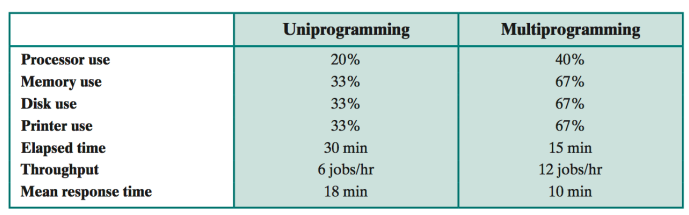 Uniprogramming Multiprogramming
Processor use 20% 40%
Memory use 33% 67%
Disk use 33% 67%
Printer use 33% 67%
Elapsed time 30 min 15 min
Throughput 6 jobs/hr 12 jobs/hr
Mean response time 18 min 10 min